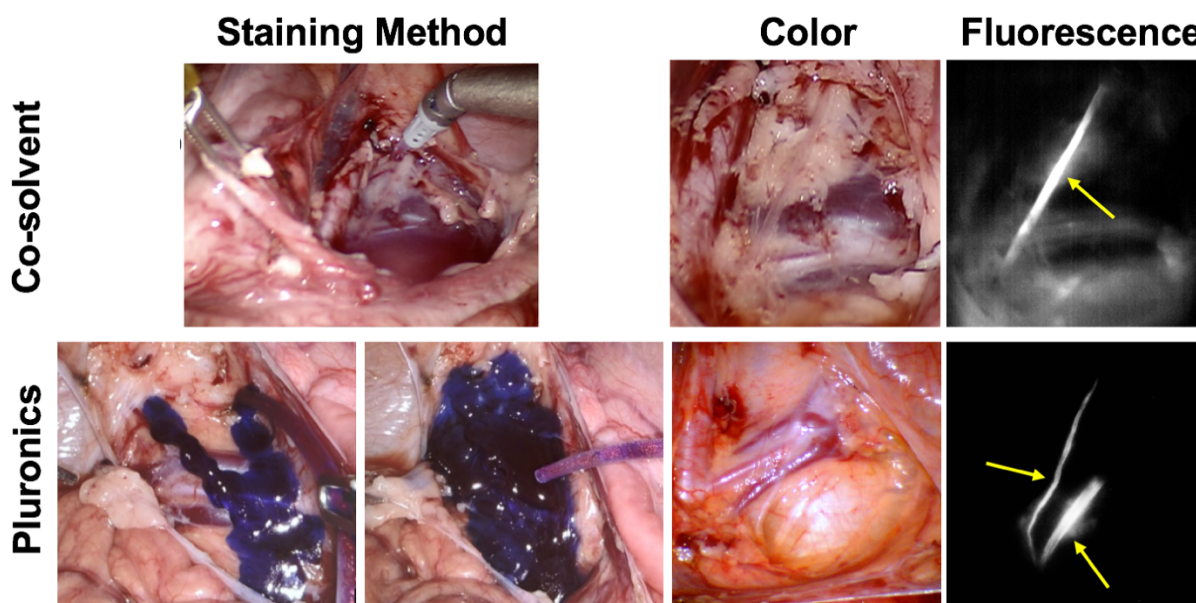 Staining Method
Color
Fluorescence
Co-solvent
Pluronics